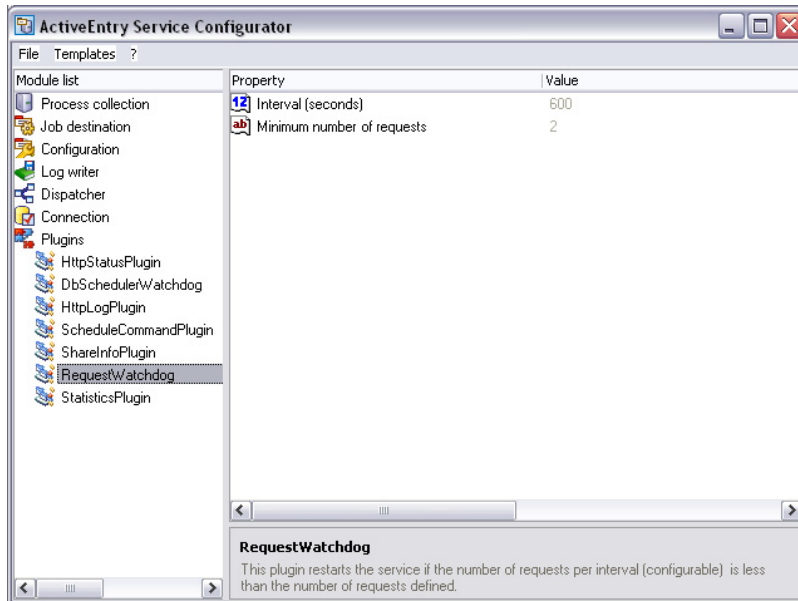 ActiveEntry Service Configurator
File Templates ?
Module list
Property Value
Process collection
Job destination
Configuration
Log writer
Dispatcher
Connection
Plugins
HttpStatusPlugin
DbSchedulerWatchdog
HttpLogPlugin
ScheduleCommandPlugin
ShareInfoPlugin
RequestWatchdog
StatisticsPlugin
12 Interval (seconds) 600
ab Minimum number of requests 2
RequestWatchdog
This plugin restarts the service if the number of requests per interval (configurable) is less
than the number of requests defined.